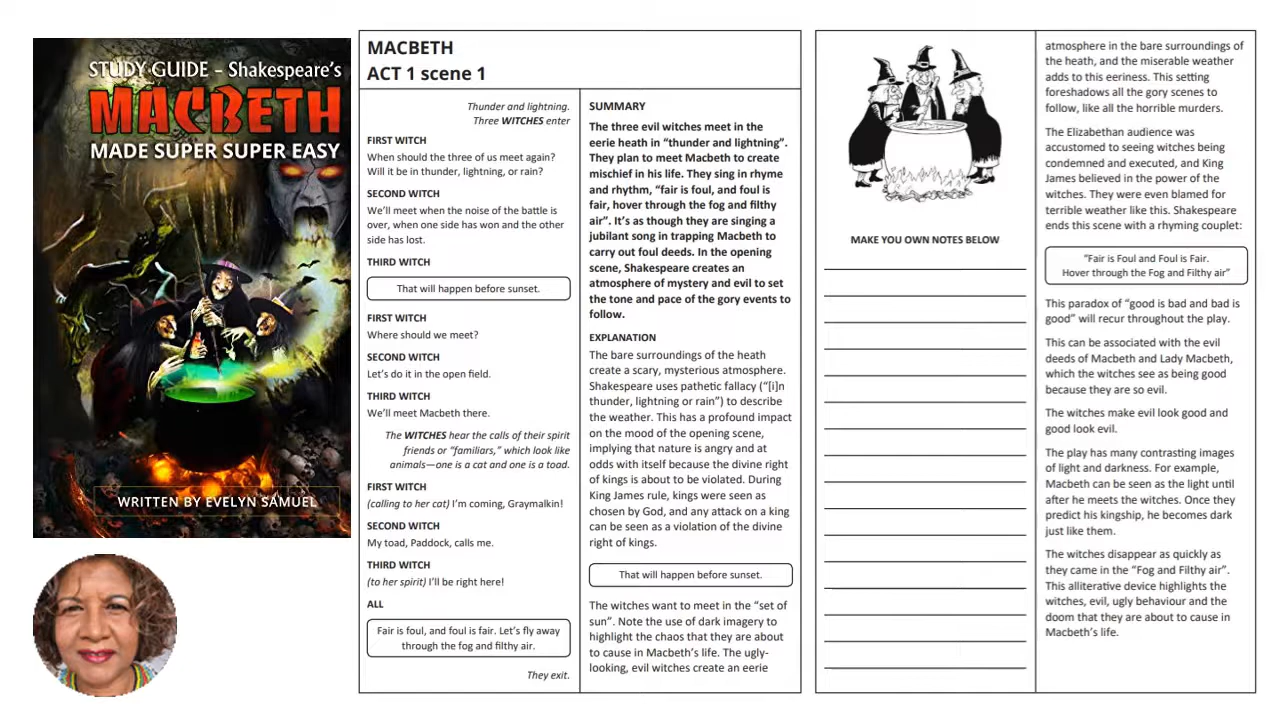 STUDY GUIDE – Shakespeare's
MACBETH
MADE SUPER SUPER EASY
WRITTEN BY EVELYN SAMUEL
MACBETH
ACT 1 scene 1
Thunder and lightning.
Three WITCHES enter
FIRST WITCH
When should the three of us meet again?
Will it be in thunder, lightning, or rain?
SECOND WITCH
We'll meet when the noise of the battle is
over, when one side has won and the other
side has lost.
THIRD WITCH
That will happen before sunset.
FIRST WITCH
Where should we meet?
SECOND WITCH
Let's do it in the open field.
THIRD WITCH
We'll meet Macbeth there.
The WITCHES hear the calls of their spirit
friends or “familiars,” which look like
animals—one is a cat and one is a toad.
FIRST WITCH
(calling to her cat) I'm coming, Graymalkin!
SECOND WITCH
My toad, Paddock, calls me.
THIRD WITCH
(to her spirit) I'll be right here!
ALL
Fair is foul, and foul is fair. Let's fly away
through the fog and filthy air.
They exit.
SUMMARY
The three evil witches meet in the
eerie heath in “thunder and lightning”.
They plan to meet Macbeth to create
mischief in his life. They sing in rhyme
and rhythm, “fair is foul, and foul is
fair, hover through the fog and filthy
air”. It's as though they are singing a
jubilant song in trapping Macbeth to
carry out foul deeds. In the opening
scene, Shakespeare creates an
atmosphere of mystery and evil to set
the tone and pace of the gory events to
follow.
EXPLANATION
The bare surroundings of the heath
create a scary, mysterious atmosphere.
Shakespeare uses pathetic fallacy (“[i]n
thunder, lightning or rain”) to describe
the weather. This has a profound impact
on the mood of the opening scene,
implying that nature is angry and at
odds with itself because the divine right
of kings is about to be violated. During
King James rule, kings were seen as
chosen by God, and any attack on a king
can be seen as a violation of the divine
right of kings.
That will happen before sunset.
The witches want to meet in the “set of
sun”. Note the use of dark imagery to
highlight the chaos that they are about
to cause in Macbeth's life. The ugly-
looking, evil witches create an eerie
MAKE YOU OWN NOTES BELOW
atmosphere in the bare surroundings of
the heath, and the miserable weather
adds to this eeriness. This setting
foreshadows all the gory scenes to
follow, like all the horrible murders.
The Elizabethan audience was
accustomed to seeing witches being
condemned and executed, and King
James believed in the power of the
witches. They were even blamed for
terrible weather like this. Shakespeare
ends this scene with a rhyming couplet:
“Fair is Foul and Foul is Fair.
Hover through the Fog and Filthy air”
This paradox of “good is bad and bad is
good” will recur throughout the play.
This can be associated with the evil
deeds of Macbeth and Lady Macbeth,
which the witches see as being good
because they are so evil.
The witches make evil look good and
good look evil.
The play has many contrasting images
of light and darkness. For example,
Macbeth can be seen as the light until
after he meets the witches. Once they
predict his kingship, he becomes dark
just like them.
The witches disappear as quickly as
they came in the “Fog and Filthy air”.
This alliterative device highlights the
witches, evil, ugly behaviour and the
doom that they are about to cause in
Macbeth's life.